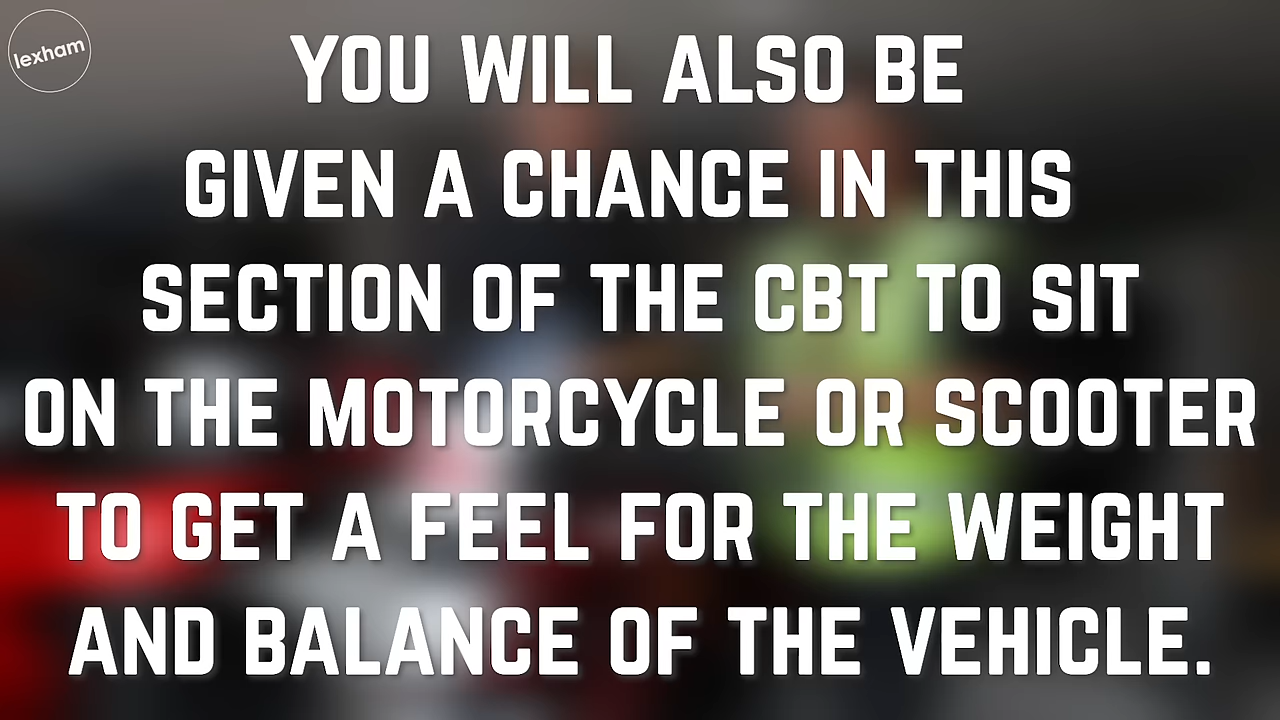 lexham
YOU WILL ALSO BE
GIVEN A CHANCE IN THIS
SECTION OF THE CBT TO SIT
ON THE MOTORCYCLE OR SCOOTER
TO GET A FEEL FOR THE WEIGHT
AND BALANCE OF THE VEHICLE.